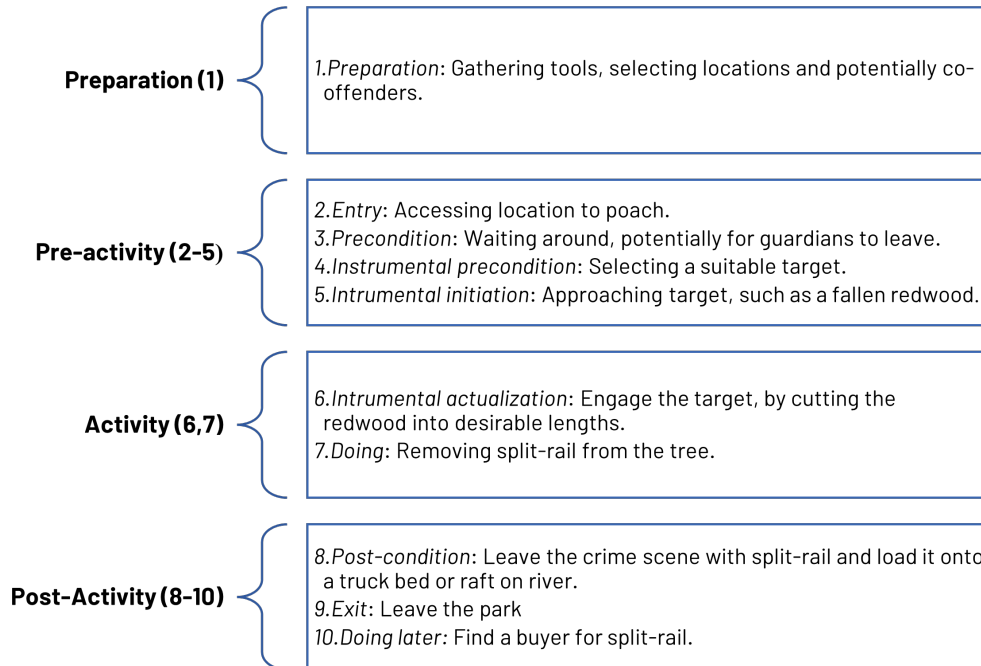 Preparation (1)
1.Preparation: Gathering tools, selecting locations and potentially co-
offenders.
Pre-activity (2-5)
2.Entry: Accessing location to poach.
3.Precondition: Waiting around, potentially for guardians to leave.
4.Instrumental precondition: Selecting a suitable target.
5.Intrumental initiation: Approaching target, such as a fallen redwood.
Activity (6,7)
6.Intrumental actualization: Engage the target, by cutting the
redwood into desirable lengths.
7.Doing: Removing split-rail from the tree.
Post-Activity (8-10)
8.Post-condition: Leave the crime scene with split-rail and load it onto
a truck bed or raft on river.
9.Exit: Leave the park
10.Doing later: Find a buyer for split-rail.